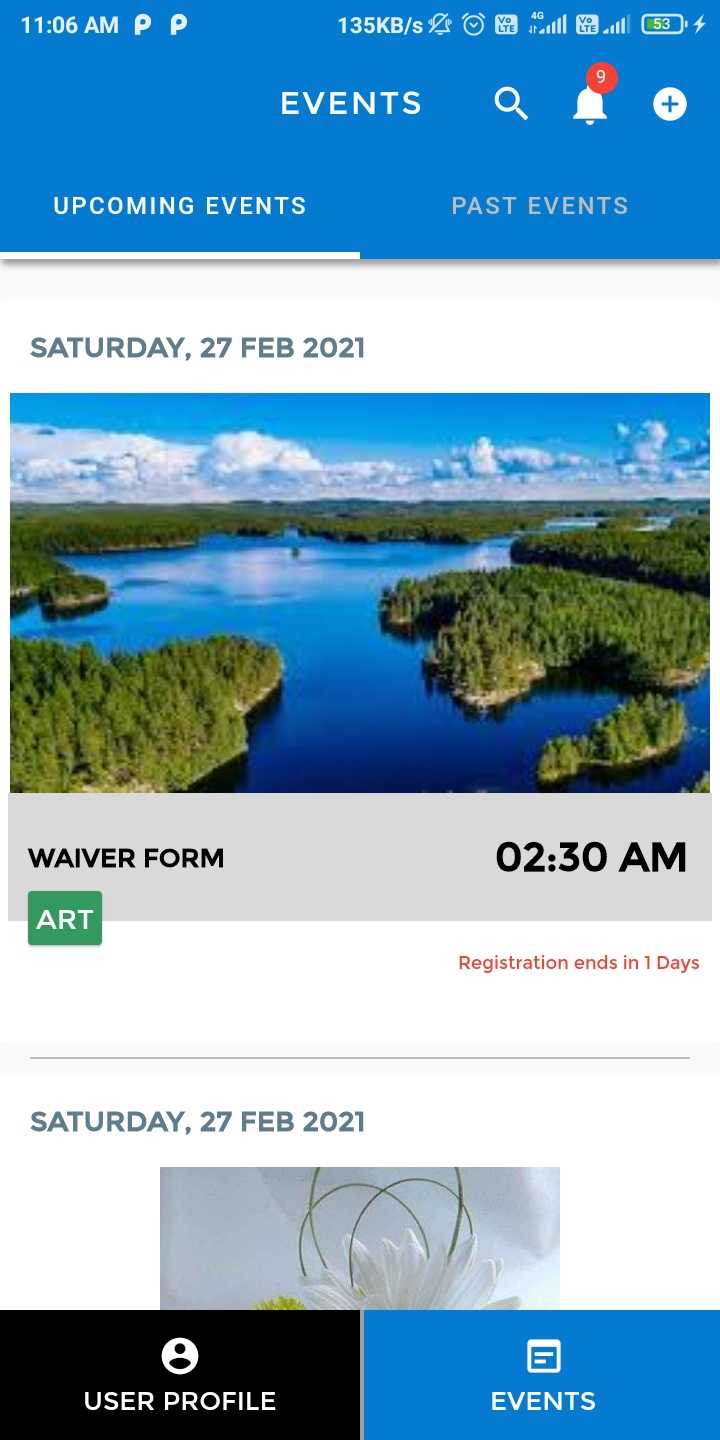 11:06 AM 135KB/s Vo LTE 4G Vo LTE 53
EVENTS 9
UPCOMING EVENTS PAST EVENTS
SATURDAY, 27 FEB 2021
WAIVER FORM 02:30 AM
ART
Registration ends in 1 Days
SATURDAY, 27 FEB 2021
USER PROFILE EVENTS